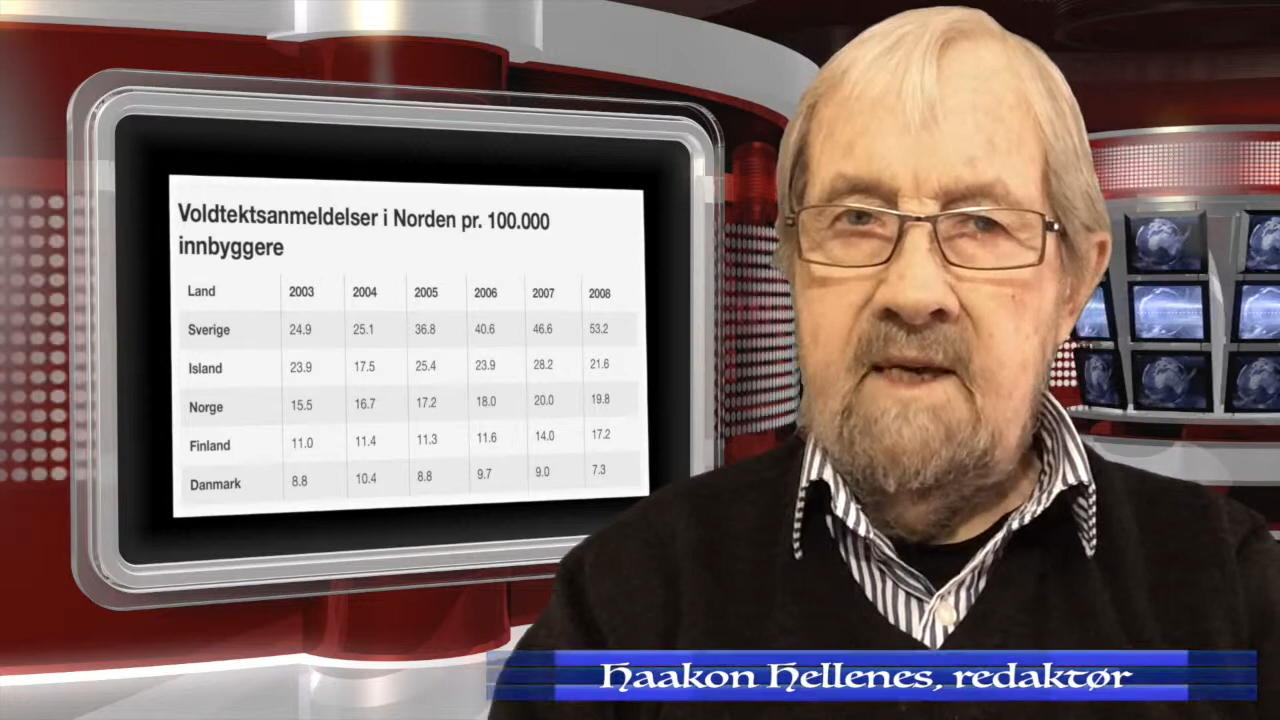 Voldtektsanmeldelser i Norden pr. 100.000
innbyggere
Land 2003 2004 2005 2006 2007 2008
Sverige 24.9 25.1 36.8 40.6 46.6 53.2
Island 23.9 17.5 25.4 23.9 28.2 21.6
Norge 15.5 16.7 17.2 18.0 20.0 19.8
Finland 11.0 11.4 11.3 11.6 14.0 17.2
Danmark 8.8 10.4 8.8 9.7 9.0 7.3
Haakon Hellenes, redaktør